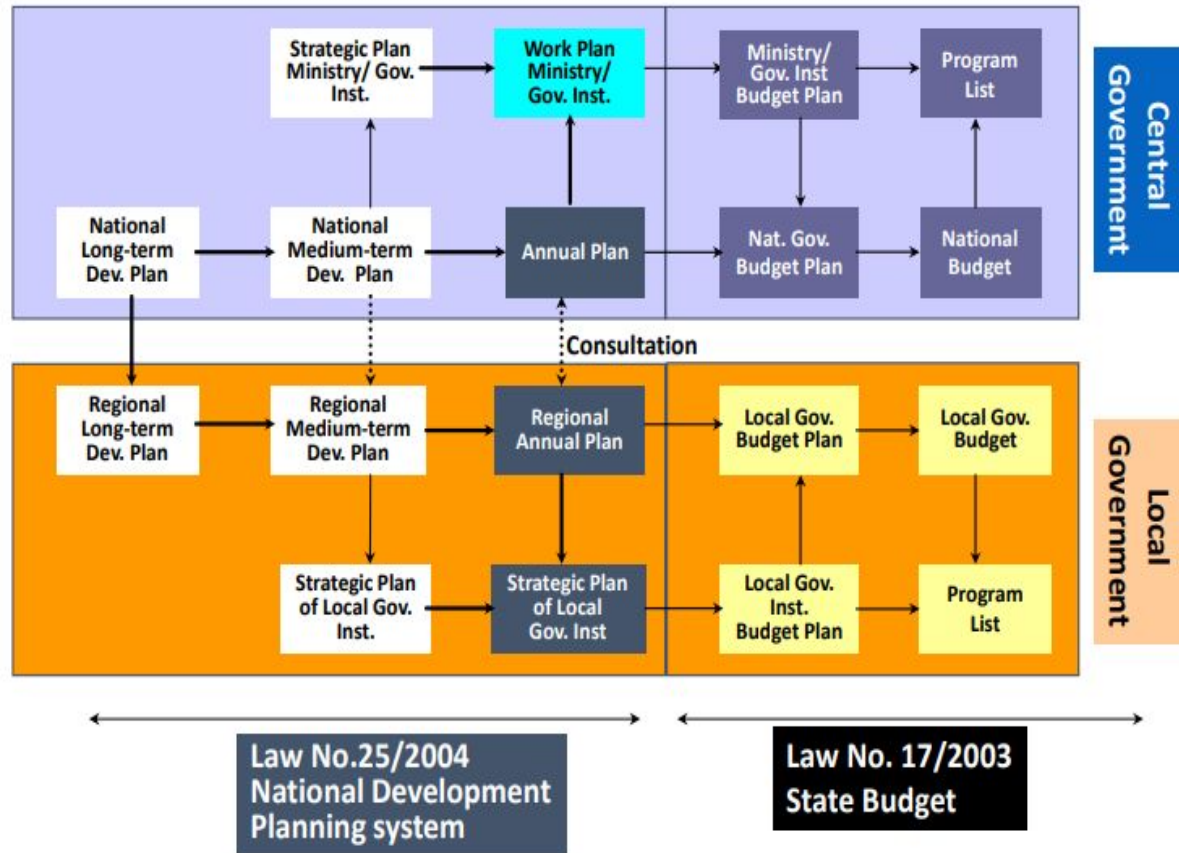 Strategic Plan
Ministry/ Gov.
Inst.
Work Plan
Ministry/
Gov. Inst.
Ministry/
Gov. Inst
Budget Plan
Program
List
Central
Government
National
Long-term
Dev. Plan
National
Medium-term
Dev. Plan
Annual Plan
Nat. Gov.
Budget Plan
National
Budget
Consultation
Regional
Long-term
Dev. Plan
Regional
Medium-term
Dev. Plan
Regional
Annual Plan
Local Gov.
Budget Plan
Local Gov.
Budget
Local
Government
Strategic Plan
of Local Gov.
Inst.
Strategic Plan
of Local
Gov. Inst
Local Gov.
Inst.
Budget Plan
Program
List
Law No.25/2004
National Development
Planning system
Law No. 17/2003
State Budget